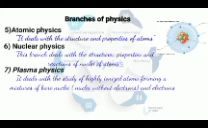 Branches of physics
5)Atomic physics
It deals with the structure and properties of atoms
6) Nuclear physics
This branch deals with the structure, properties and
reactions of nuclei of atoms
7) Plasma physics
It deals with the study of highly ionized atoms forming a
mixture of bare nuclei ( nuclei without electrons) and electrons